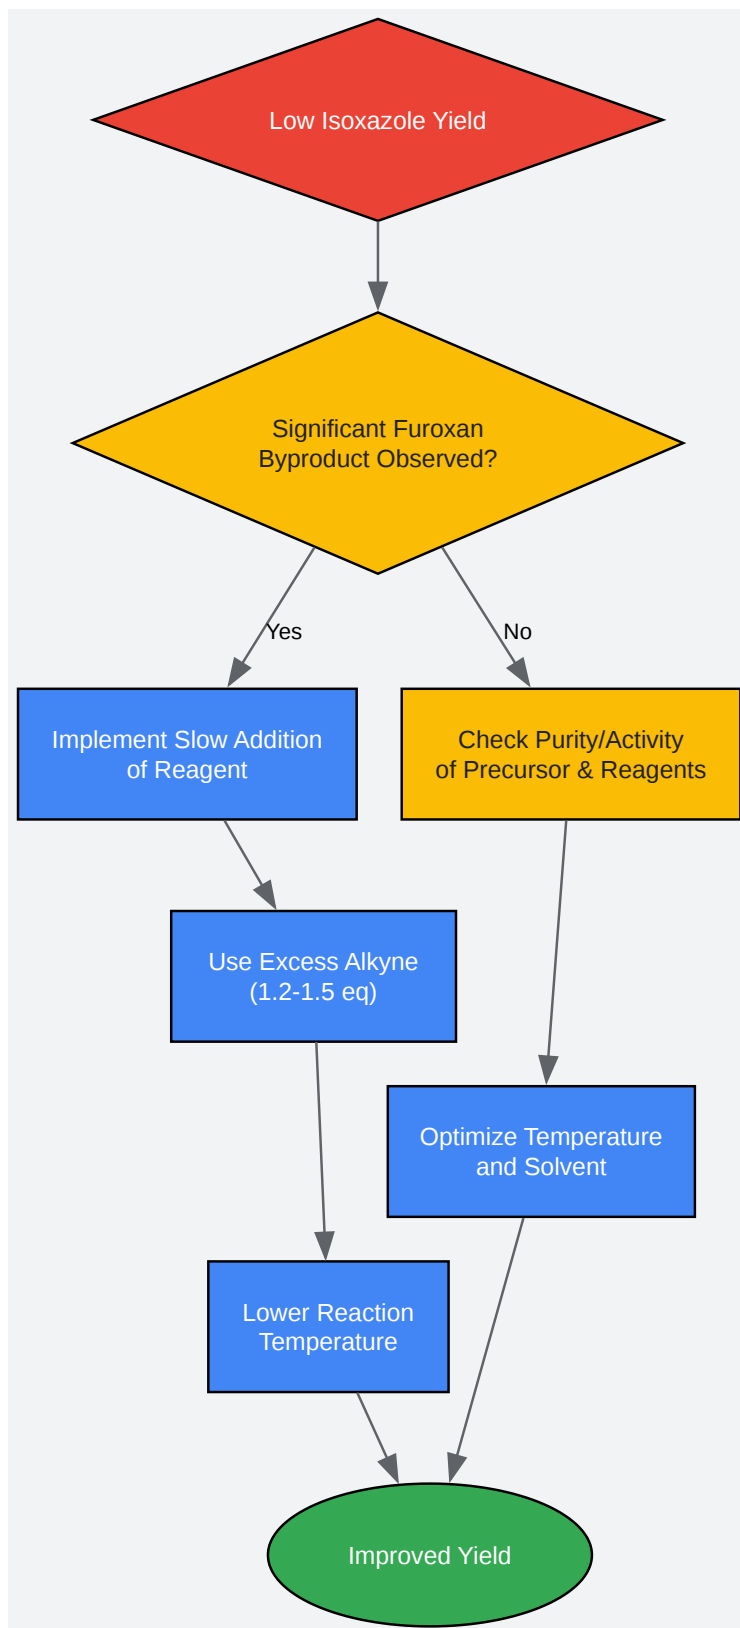 Low Isoxazole Yield
Significant Furoxan
Byproduct Observed?
Yes
No
Implement Slow Addition
of Reagent
Check Purity/Activity
of Precursor & Reagents
Use Excess Alkyne
(1.2-1.5 eq)
Optimize Temperature
and Solvent
Lower Reaction
Temperature
Improved Yield